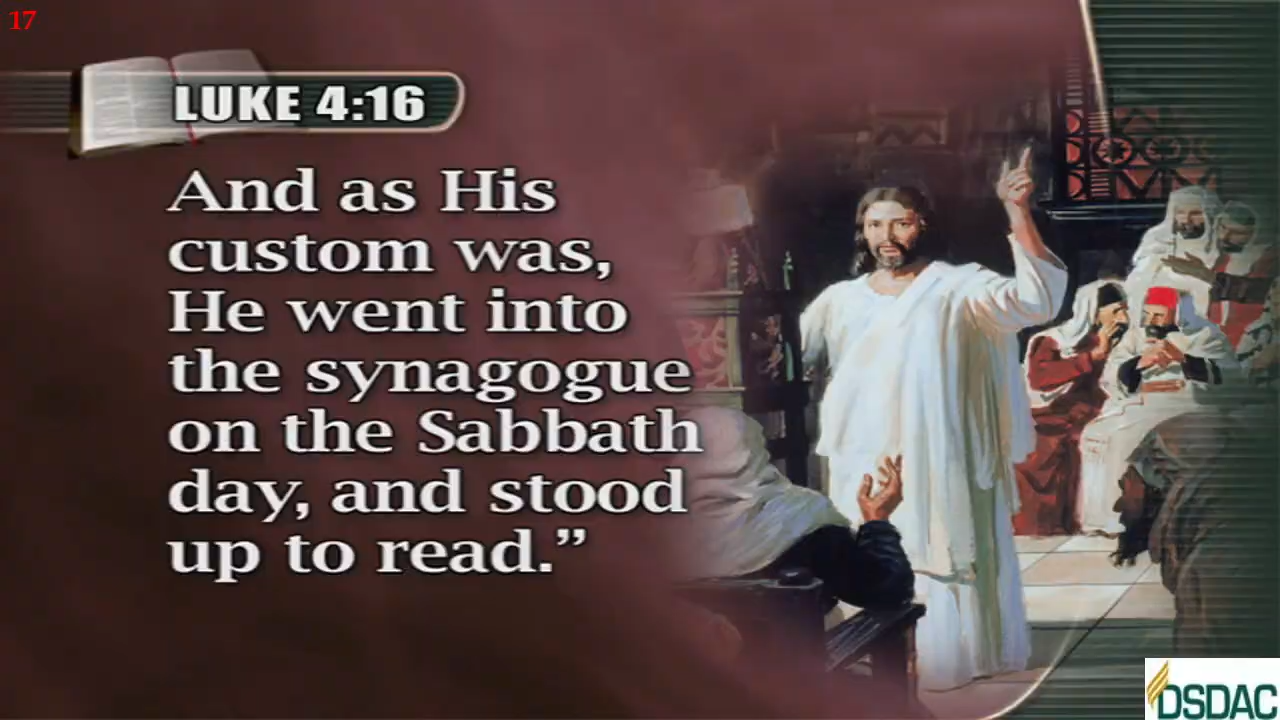 17
LUKE 4:16
And as His
custom was,
He went into
the synagogue
on the Sabbath
day, and stood
up to read.”
DSDAC